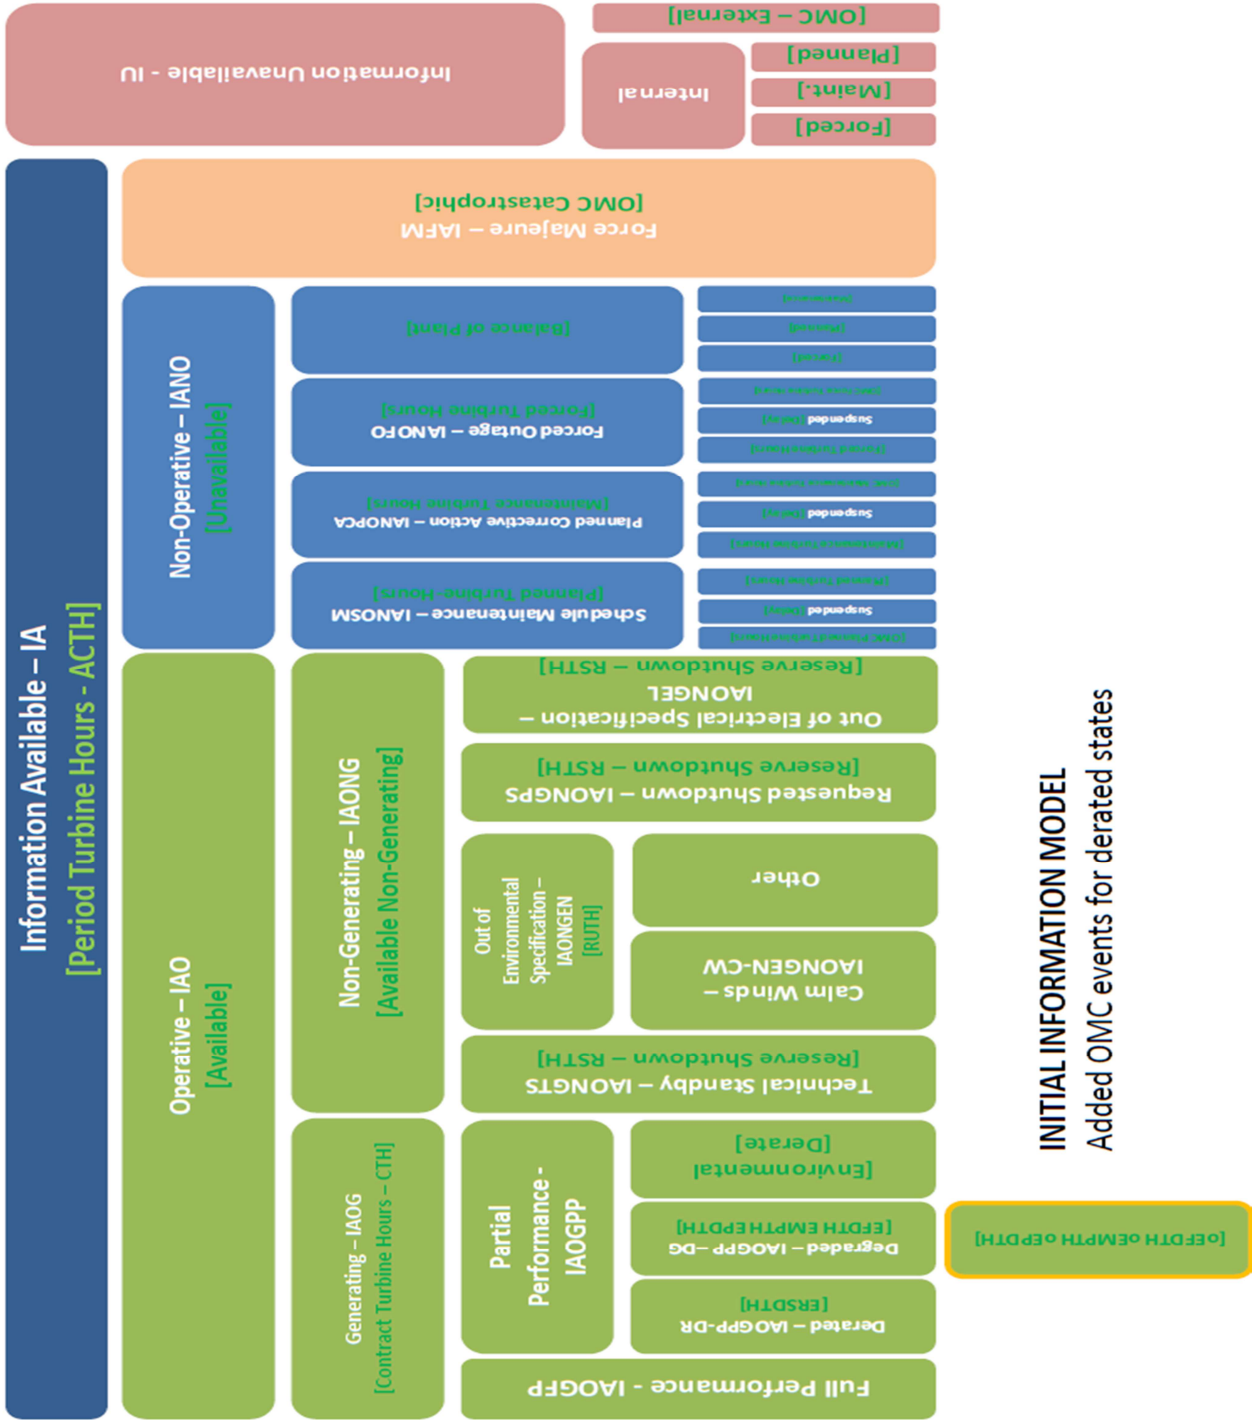 Information Available – IA
[Period Turbine Hours - ACTH]
Information Unavailable - IU
Operative – IAO
[Available]
Non-Operative – IANO
[Unavailable]
Force Majeure – IAFM
[OMC Catastrophic]
Internal
[OMC – External]
[Forced]
[Maint.]
[Planned]
Generating – IAOG
[Contract Turbine Hours – CTH]
Non-Generating – IAONG
[Available Non-Generating]
Schedule Maintenance – IANOSM
[Planned Turbine-Hours]
Planned Corrective Action – IANOPCA
[Maintenance Turbine Hours]
Forced Outage – IANOFO
[Forced Turbine Hours]
[Balance of Plant]
Full Performance - IAOGFP
Partial
Performance -
IAOGPP
Derated – IAOGPP-DR
[ERSDTH]
Degraded – IAOGPP –DG
[EFDTH EMPTH EPDTH]
[Environmental
Derate]
Technical Standby – IAONGTS
[Reserve Shutdown – RSTH]
Out of
Environmental
Specification –
IAONGEN
[RUTH]
Calm Winds –
IAONGEN-CW
Other
Requested Shutdown – IAONGPS
[Reserve Shutdown – RSTH]
Out of Electrical Specification –
IAONGEL
[Reserve Shutdown – RSTH]
Suspended
Suspended
Suspended
[oEFDTH oEMPTH oEPDTH]
INITIAL INFORMATION MODEL
Added OMC events for derated states